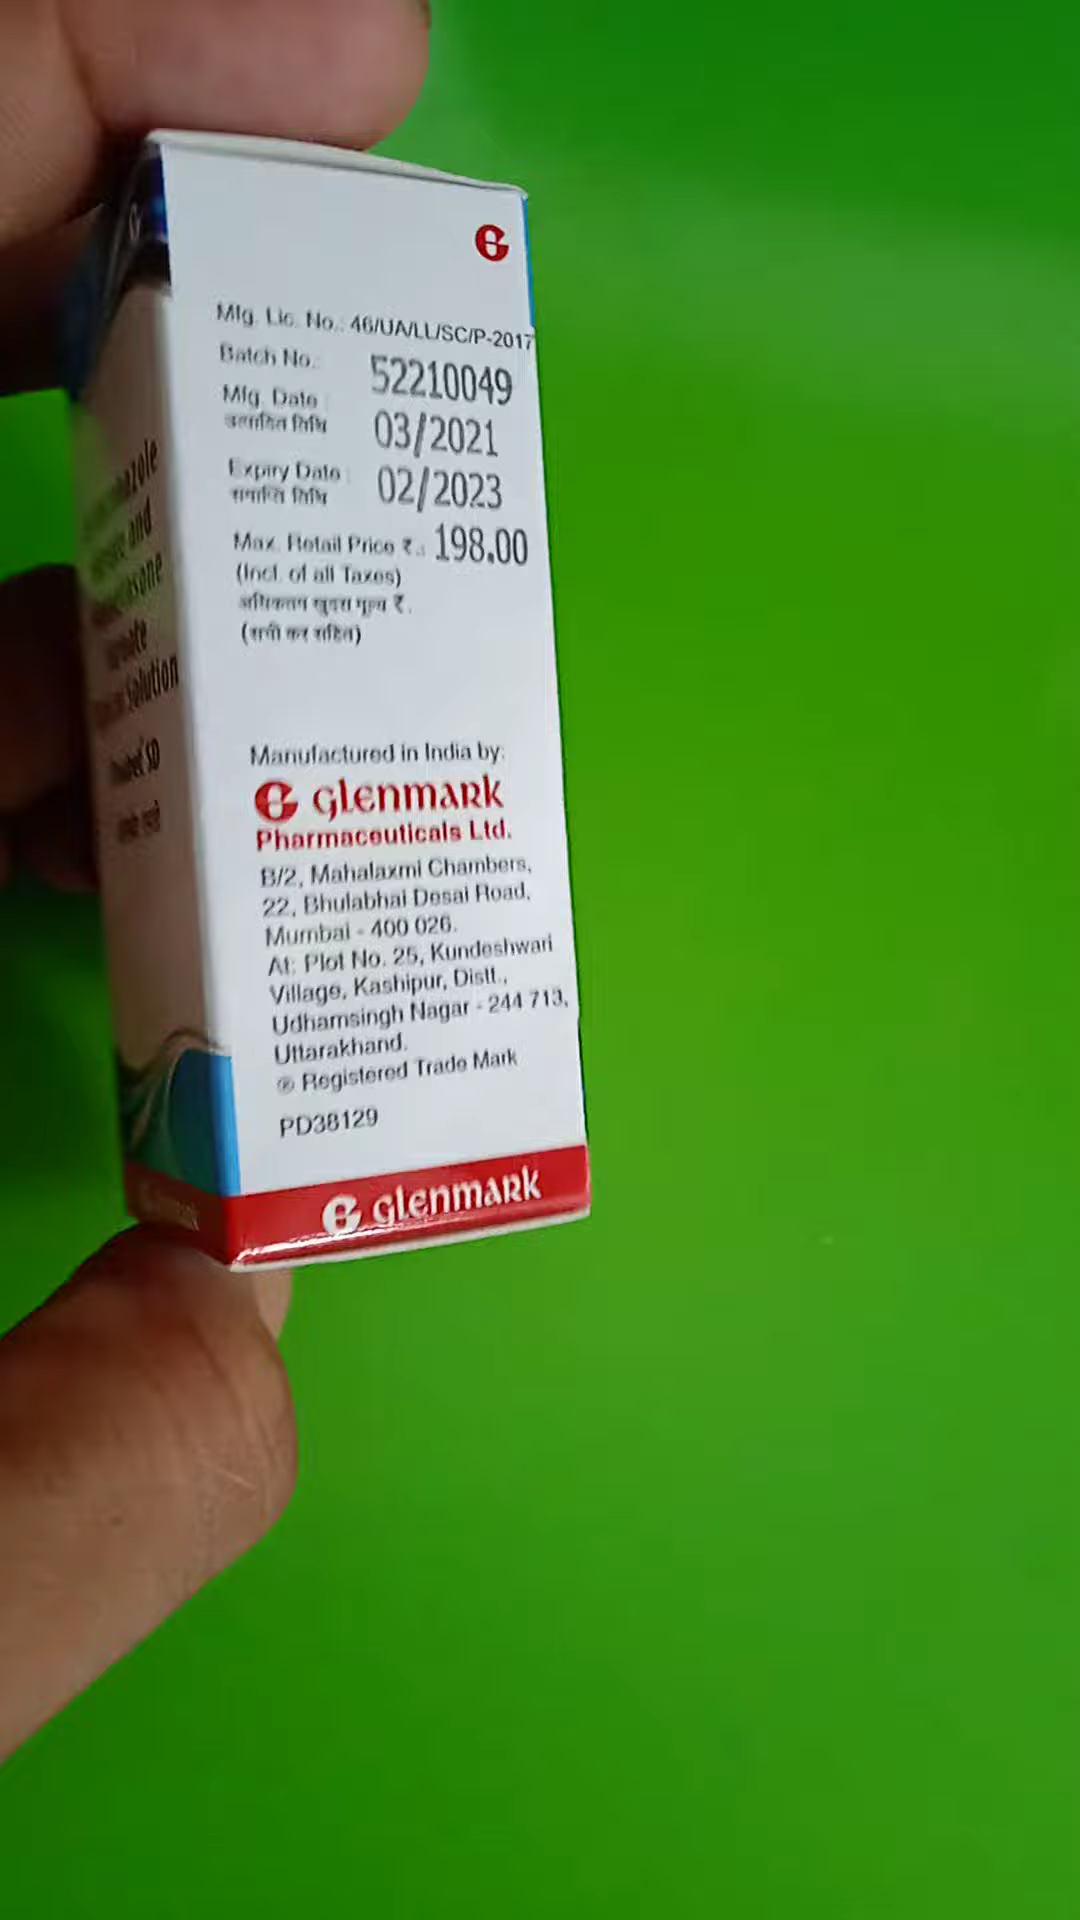 Mfg. Lic. No.: 46/UA/LL/SC/P-2017
Batch No.: 52210049
Mfg. Date : 03/2021
उत्पादित तिथि
Expiry Date : 02/2023
समाप्ति तिथि
Max. Retail Price ₹.: 198.00
(Incl. of all Taxes)
अधिकतम खुदरा मूल्य ₹.
(सभी कर सहित)
Manufactured in India by:
glenmark
Pharmaceuticals Ltd.
B/2, Mahalaxmi Chambers,
22, Bhulabhai Desai Road,
Mumbai - 400 026.
At: Plot No. 25, Kundeshwari
Village, Kashipur, Distt.,
Udhamsingh Nagar - 244 713,
Uttarakhand.
® Registered Trade Mark
PD38129
glenmark
and
Solution
SD